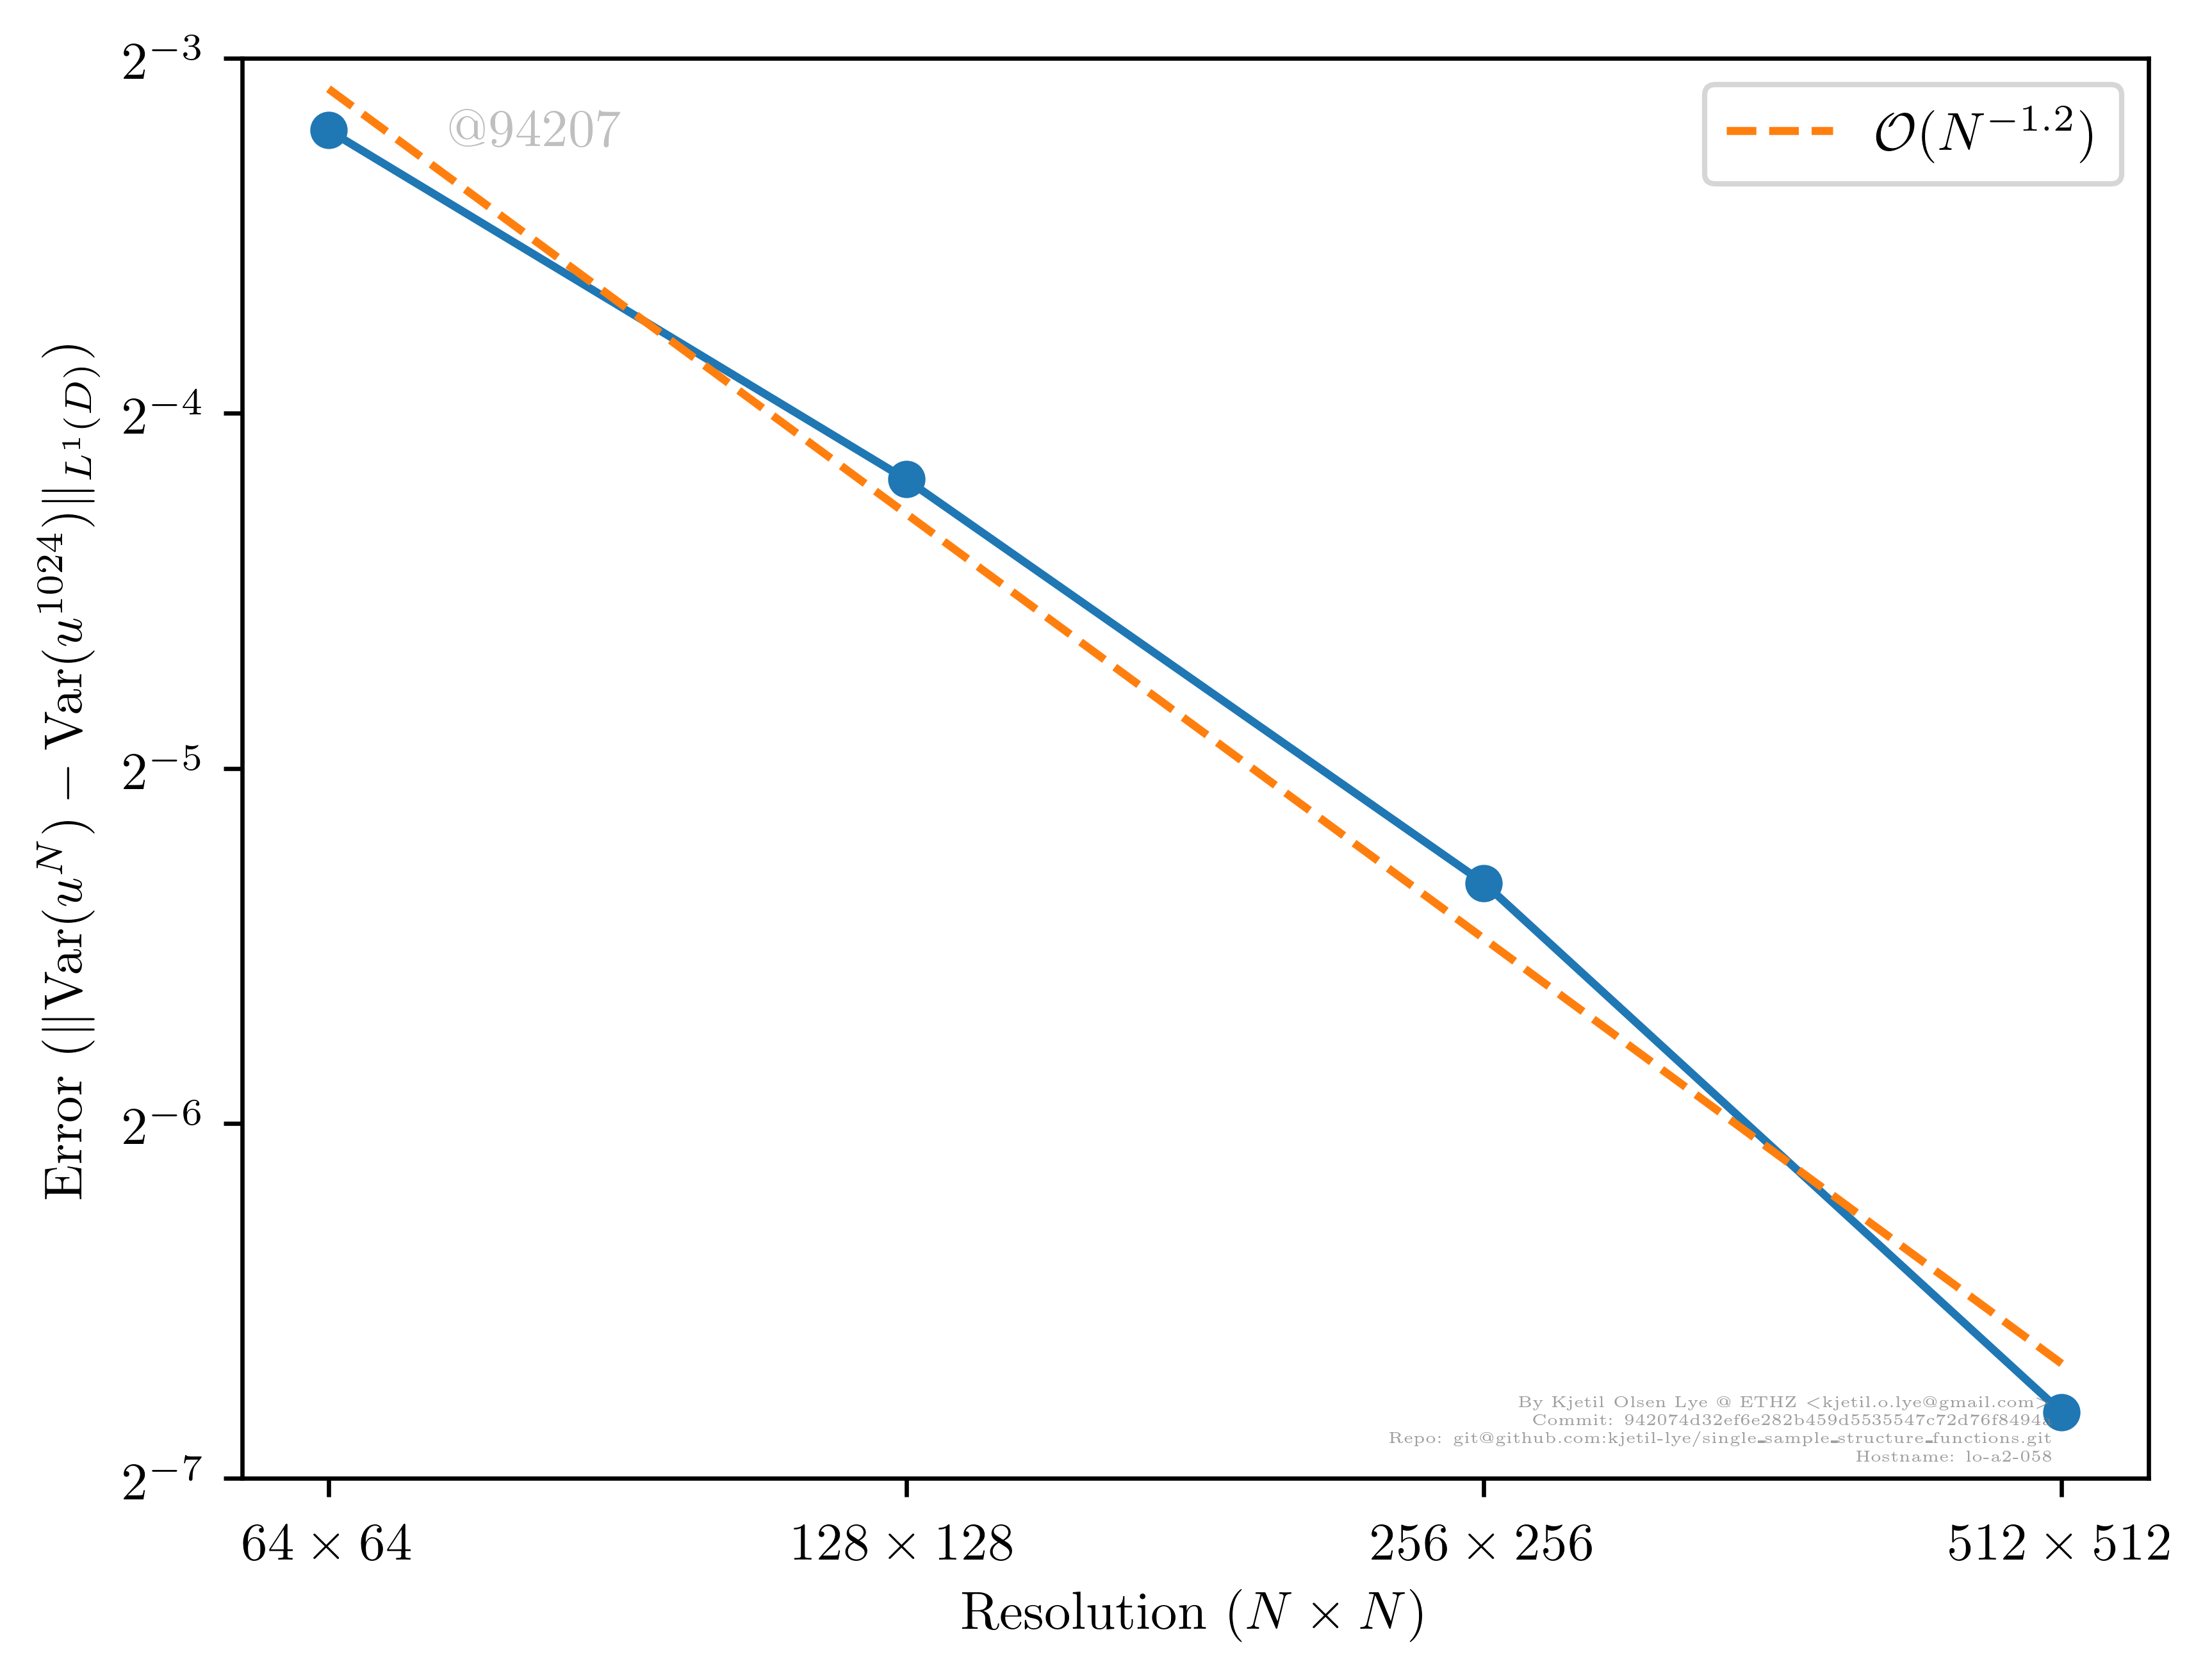 2^{-3}
@94207
O(N^{-1.2})
2^{-4}
2^{-5}
2^{-6}
2^{-7}
Error (||Var(u^N) − Var(u^{1024})||_{L^1(D)})
By Kjetil Olsen Lye @ ETHZ <kjetil.o.lye@gmail.com>
Commit: 942074d32ef6e282b459d5535547c72d76f8494a
Repo: git@github.com:kjetil-lye/single_sample_structure_functions.git
Hostname: lo-a2-058
64 × 64 128 × 128 256 × 256 512 × 512
Resolution (N × N)